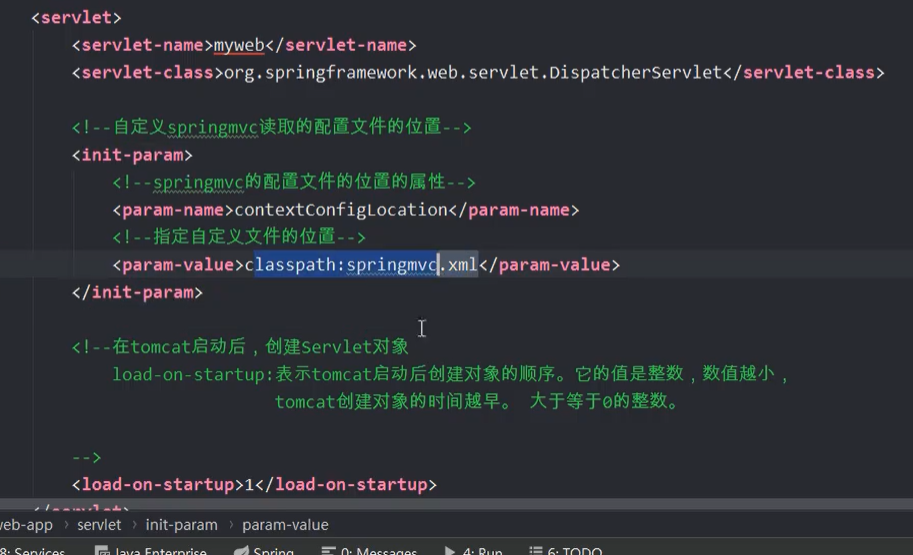 <servlet>
<servlet-name>myweb</servlet-name>
<servlet-class>org.springframework.web.servlet.DispatcherServlet</servlet-class>
<!--自定义springmvc读取的配置文件的位置-->
<init-param>
<!--springmvc的配置文件的位置的属性-->
<param-name>contextConfigLocation</param-name>
<!--指定自定义文件的位置-->
<param-value>classpath:springmvc.xml</param-value>
</init-param>
<!--在tomcat启动后，创建Servlet对象
load-on-startup:表示tomcat启动后创建对象的顺序。它的值是整数，数值越小，
tomcat创建对象的时间越早。 大于等于0的整数。
-->
<load-on-startup>1</load-on-startup>
</servlet>
web-app › servlet › init-param › param-value
8: Services Java Enterprise Spring 0: Messages 4: Run 6: TODO